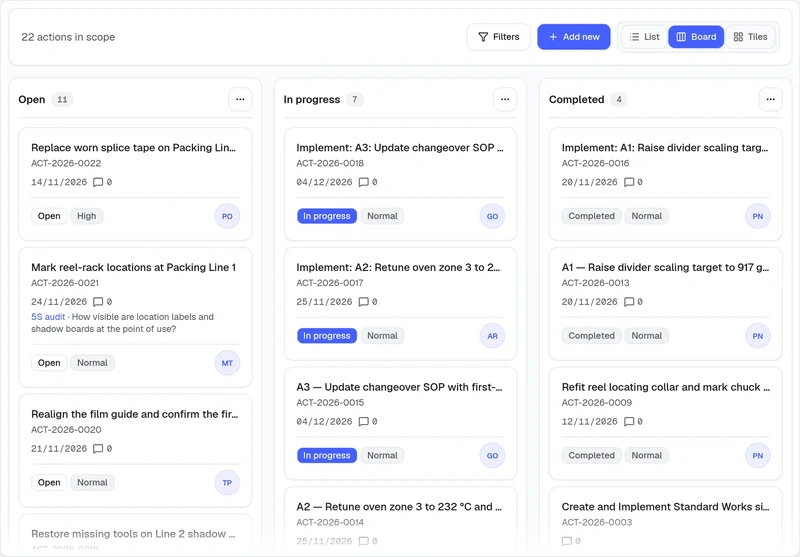 22 actions in scope
Filters
Add new
List
Board
Tiles
Open 11
...
Replace worn splice tape on Packing Lin...
ACT-2026-0022
14/11/2026 0
Open High
PO
Mark reel-rack locations at Packing Line 1
ACT-2026-0021
24/11/2026 0
5S audit · How visible are location labels and
shadow boards at the point of use?
Open Normal
MT
Realign the film guide and confirm the fir...
ACT-2026-0020
21/11/2026 0
Open Normal
TP
Restore missing tools on Line 2 shadow ...
In progress 7
...
Implement: A3: Update changeover SOP ...
ACT-2026-0018
04/12/2026 0
In progress Normal
GO
Implement: A2: Retune oven zone 3 to 2...
ACT-2026-0017
25/11/2026 0
In progress Normal
AR
A3 — Update changeover SOP with first-...
ACT-2026-0015
04/12/2026 0
In progress Normal
GO
A2 — Retune oven zone 3 to 232 °C and ...
ACT-2026-0014
25/11/2026 0
Completed 4
...
Implement: A1: Raise divider scaling targ...
ACT-2026-0016
20/11/2026 0
Completed Normal
PN
A1 — Raise divider scaling target to 917 g...
ACT-2026-0013
20/11/2026 0
Completed Normal
PN
Refit reel locating collar and mark chuck ...
ACT-2026-0009
12/11/2026 0
Completed Normal
PN
Create and Implement Standard Works si...
ACT-2026-0003
0